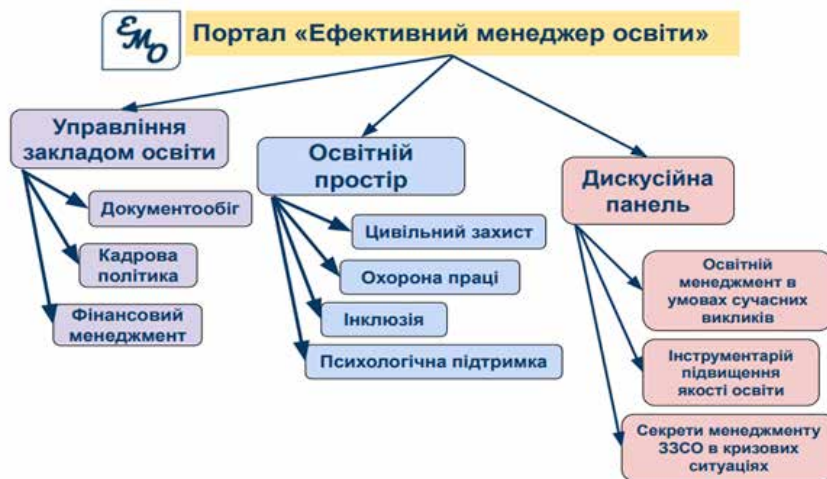 ЕМО
Портал «Ефективний менеджер освіти»
Управління
закладом освіти
Документообіг
Кадрова
політика
Фінансовий
менеджмент
Освітній
простір
Цивільний захист
Охорона праці
Інклюзія
Психологічна підтримка
Дискусійна
панель
Освітній
менеджмент в
умовах сучасних
викликів
Інструментарій
підвищення
якості освіти
Секрети менеджменту
ЗЗСО в кризових
ситуаціях